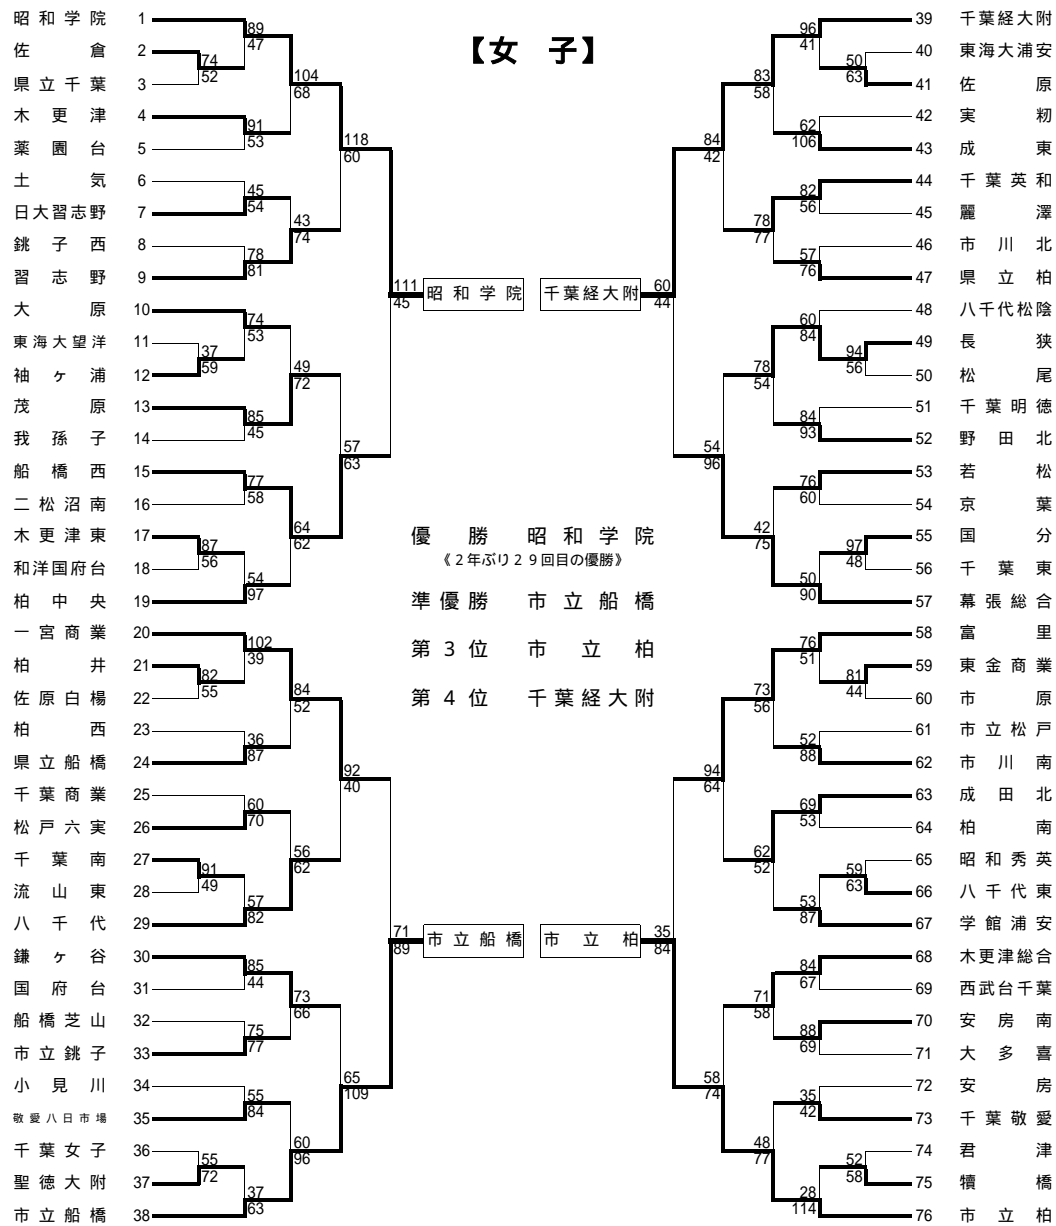 【女 子】
昭和学院 1
89
47
佐倉 2
74
52
県立千葉 3
104
68
木更津 4
91
53
薬園台 5
118
60
土気 6
45
54
日大習志野 7
43
74
銚子西 8
78
81
習志野 9
111
45
昭和学院
大原 10
74
53
東海大望洋 11
37
59
袖ヶ浦 12
49
72
茂原 13
85
45
我孫子 14
57
63
船橋西 15
77
58
二松沼南 16
64
62
木更津東 17
87
56
和洋国府台 18
54
97
柏中央 19
一宮商業 20
102
39
柏井 21
82
55
佐原白楊 22
84
52
柏西 23
36
87
県立船橋 24
92
40
千葉商業 25
60
70
松戸六実 26
56
62
千葉南 27
91
49
流山東 28
57
82
八千代 29
71
89
市立船橋
鎌ヶ谷 30
85
44
国府台 31
73
66
船橋芝山 32
75
77
市立銚子 33
65
109
小見川 34
55
84
敬愛八日市場 35
60
96
千葉女子 36
55
72
聖徳大附 37
37
63
市立船橋 38
優勝 昭和学院
《2年ぶり29回目の優勝》
準優勝 市立船橋
第3位 市立柏
第4位 千葉経大附
39 千葉経大附
96
41
40 東海大浦安
50
63
41 佐原
83
58
42 実籾
62
106
43 成東
84
42
44 千葉英和
82
56
45 麗澤
78
77
46 市川北
57
76
47 県立柏
千葉経大附
60
44
48 八千代松陰
60
84
49 長狭
94
56
50 松尾
78
54
51 千葉明徳
84
93
52 野田北
54
96
53 若松
76
60
54 京葉
42
75
55 国分
97
48
56 千葉東
50
90
57 幕張総合
58 富里
76
51
59 東金商業
81
44
60 市原
73
56
61 市立松戸
52
88
62 市川南
94
64
63 成田北
69
53
64 柏南
62
52
65 昭和秀英
59
63
66 八千代東
53
87
67 学館浦安
市立柏
35
84
68 木更津総合
84
67
69 西武台千葉
71
58
70 安房南
88
69
71 大多喜
58
74
72 安房
35
42
73 千葉敬愛
48
77
74 君津
52
58
75 犢橋
28
114
76 市立柏